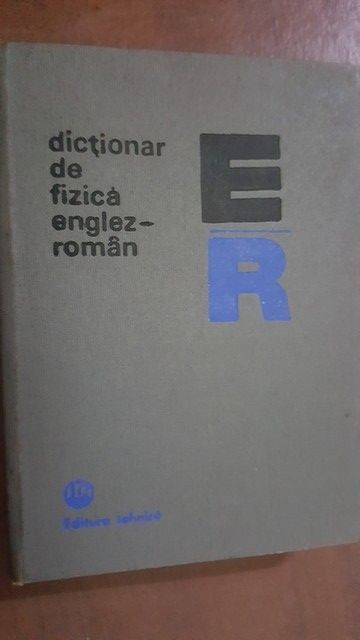 dicţionar
de
fizică
englez-
român
E
R
Editura tehnică